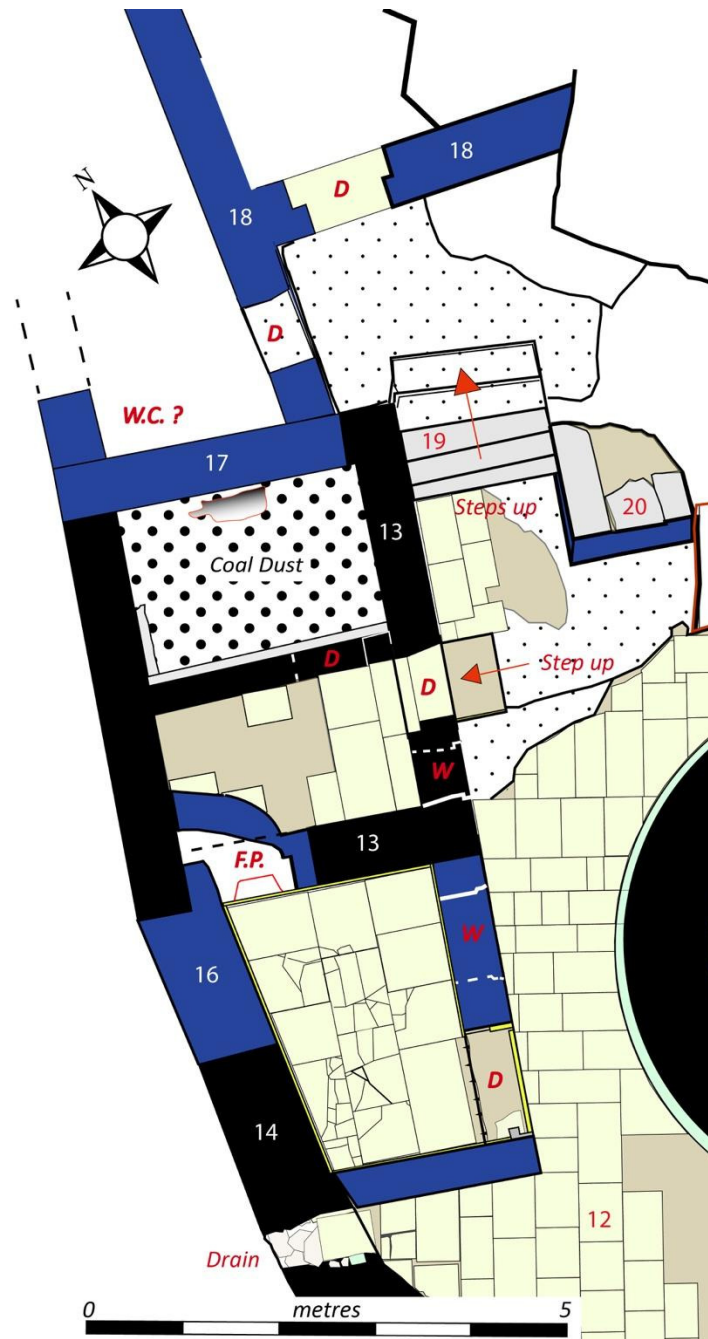 18
D
N
18
D
W.C. ?
19
17
20
Steps up
13
Coal Dust
D
Step up
D
W
13
F.P.
W
16
D
14
12
Drain
0 metres 5